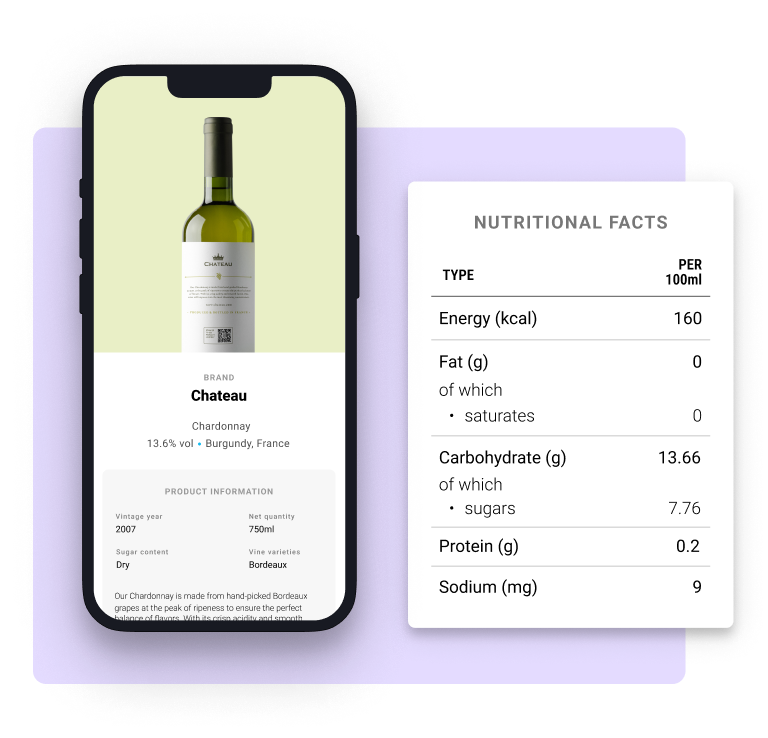 CHATEAU
BRAND
Chateau
Chardonnay
13.6% vol • Burgundy, France
PRODUCT INFORMATION
Vintage year Net quantity
2007 750ml
Sugar content Vine varieties
Dry Bordeaux
Our Chardonnay is made from hand-picked Bordeaux
grapes at the peak of ripeness to ensure the perfect
balance of flavors. With its crisp acidity and smooth
NUTRITIONAL FACTS
TYPE PER 100ml
Energy (kcal) 160
Fat (g) 0
of which
• saturates 0
Carbohydrate (g) 13.66
of which
• sugars 7.76
Protein (g) 0.2
Sodium (mg) 9